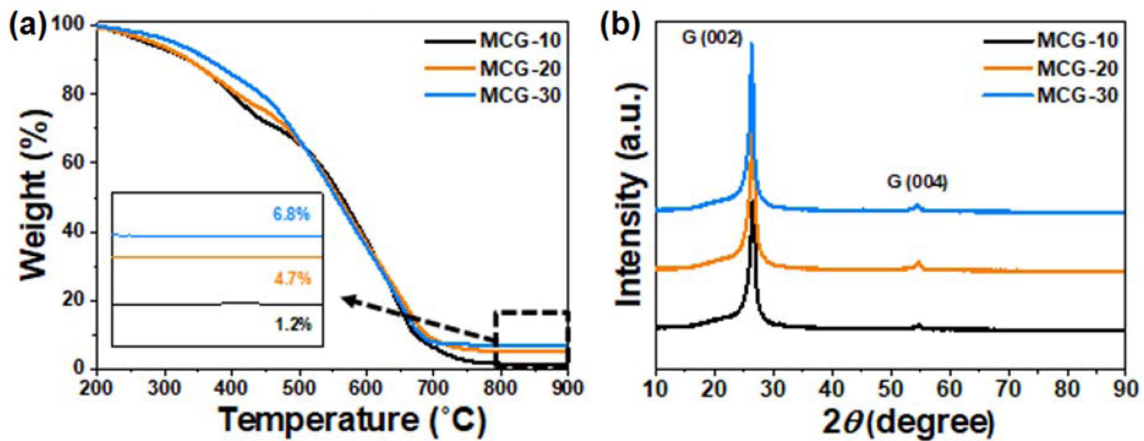 (a)
100
80
60
40
20
0
Weight (%)
MCG-10
MCG-20
MCG-30
6.8%
4.7%
1.2%
200 300 400 500 600 700 800 900
Temperature (°C)
(b)
G (002)
MCG-10
MCG-20
MCG-30
G (004)
Intensity (a.u.)
10 20 30 40 50 60 70 80 90
2θ (degree)